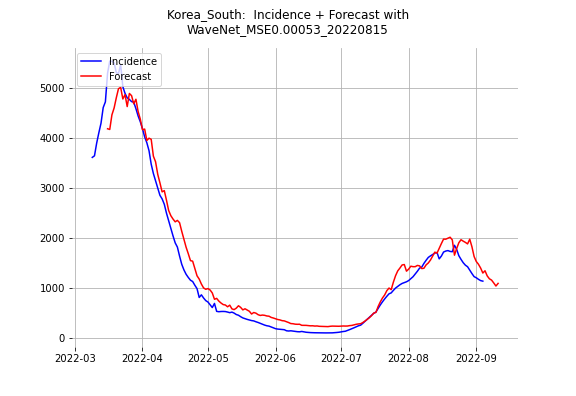 Korea_South:  Incidence + Forecast with
WaveNet_MSE0.00053_20220815
Incidence
Forecast
5000
4000
3000
2000
1000
0
2022-03 2022-04 2022-05 2022-06 2022-07 2022-08 2022-09